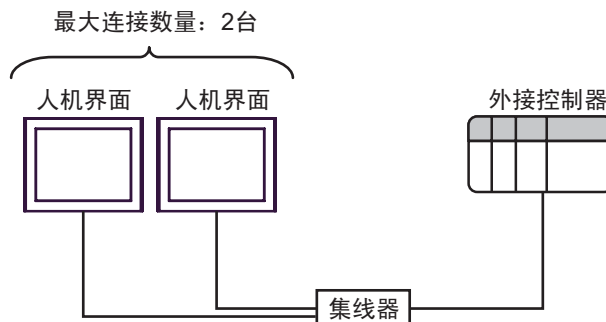 最大连接数量：2台
人机界面
人机界面
外接控制器
集线器